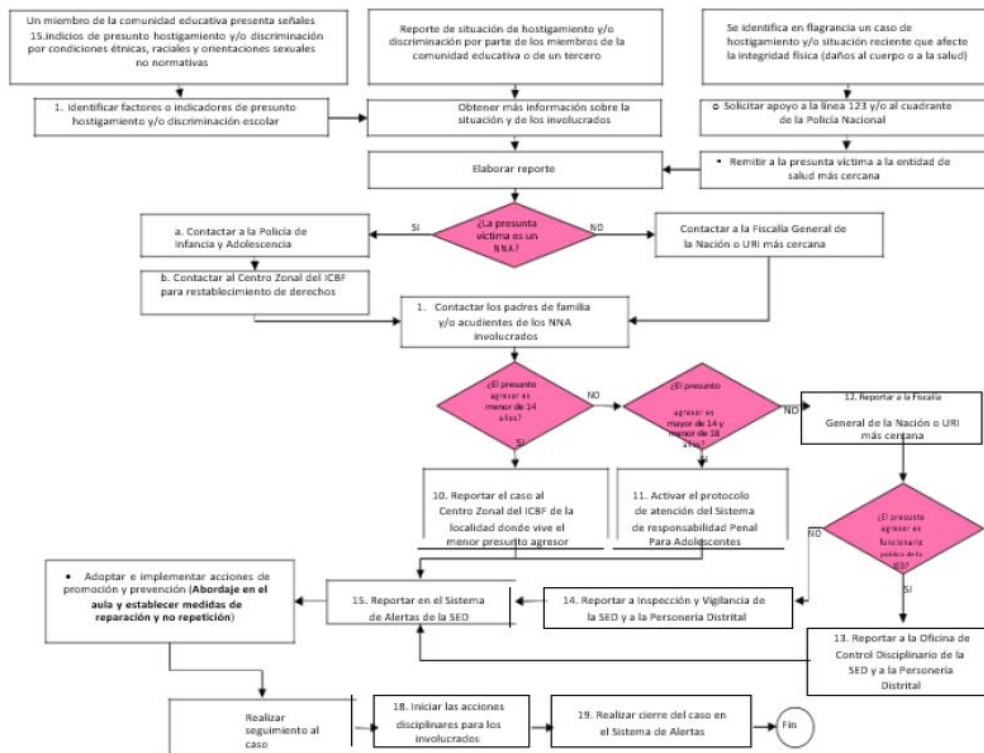 Un miembro de la comunidad educativa presenta señales
15.indicios de presunto hostigamiento y/o discriminación
por condiciones étnicas, raciales y orientaciones sexuales
no normativas
Reporte de situación de hostigamiento y/o
discriminación por parte de los miembros de la
comunidad educativa o de un tercero
Se identifica en flagrancia un caso de
hostigamiento y/o situación reciente que afecte
la integridad física (daños al cuerpo o a la salud)
1. Identificar factores o indicadores de presunto
hostigamiento y/o discriminación escolar
Obtener más información sobre la
situación y de los involucrados
o Solicitar apoyo a la línea 123 y/o al cuadrante
de la Policía Nacional
Elaborar reporte
▪ Remitir a la presunta víctima a la entidad de
salud más cercana
¿La presunta
víctima es un
NNA?
SI
NO
a. Contactar a la Policía de
Infancia y Adolescencia
Contactar a la Fiscalía General de
la Nación o URI más cercana
b. Contactar al Centro Zonal del ICBF
para restablecimiento de derechos
1. Contactar los padres de familia
y/o acudientes de los NNA
involucrados
¿El presunto
agresor es
menor de 14
años?
NO
SI
¿El presunto
agresor es
mayor de 14 y
menor de 18
años?
NO
SI
12. Reportar a la Fiscalía
General de la Nación o URI
más cercana
10. Reportar el caso al
Centro Zonal del ICBF de la
localidad donde vive el
menor presunto agresor
11. Activar el protocolo
de atención del Sistema
de responsabilidad Penal
Para Adolescentes
¿El presunto
agresor es
funcionario
público de la
SED?
NO
SI
• Adoptar e implementar acciones de
promoción y prevención (Abordaje en el
aula y establecer medidas de
reparación y no repetición)
15. Reportar en el Sistema
de Alertas de la SED
14. Reportar a Inspección y Vigilancia de
la SED y a la Personería Distrital
13. Reportar a la Oficina de
Control Disciplinario de la
SED y a la Personería
Distrital
Realizar
seguimiento al
caso
18. Iniciar las acciones
disciplinares para los
involucrados
19. Realizar cierre del caso en
el Sistema de Alertas
Fin